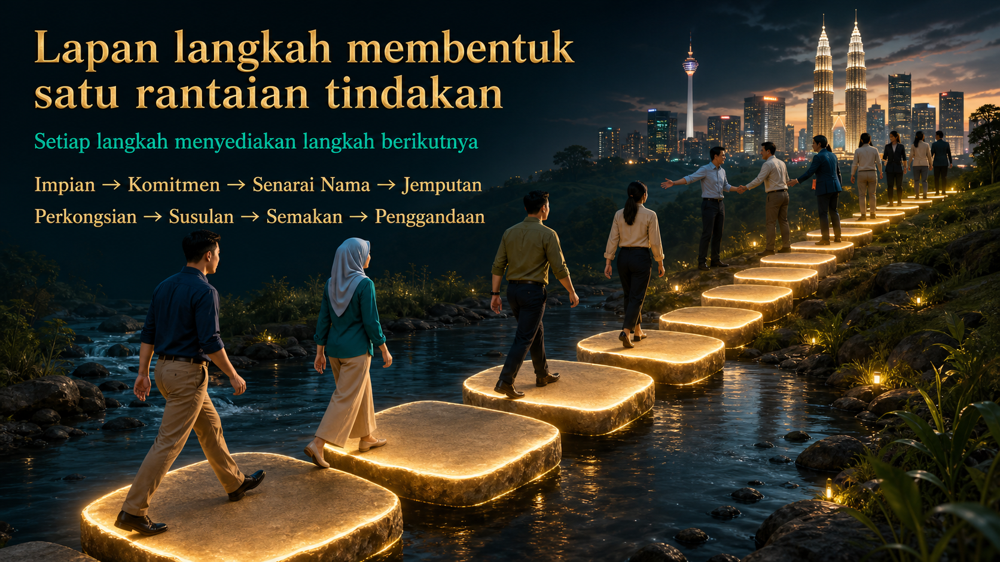 Lapan langkah membentuk
satu rantaian tindakan
Setiap langkah menyediakan langkah berikutnya
Impian → Komitmen → Senarai Nama → Jemputan
Perkongsian → Susulan → Semakan → Penggandaan